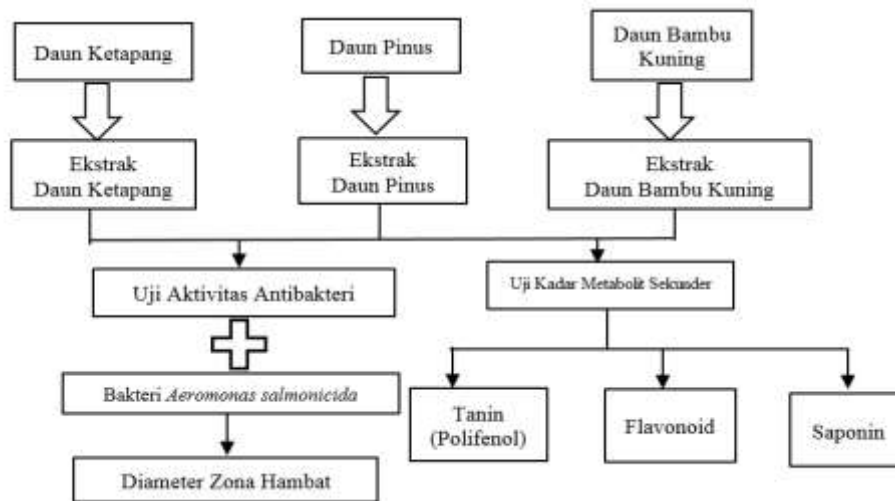 Daun Ketapang
Daun Pinus
Daun Bambu
Kuning
Ekstrak
Daun Ketapang
Ekstrak
Daun Pinus
Ekstrak
Daun Bambu Kuning
Uji Aktivitas Antibakteri
Uji Kadar Metabolit Sekunder
Bakteri Aeromonas salmonicida
Tanin
(Polifenol)
Flavonoid
Saponin
Diameter Zona Hambat